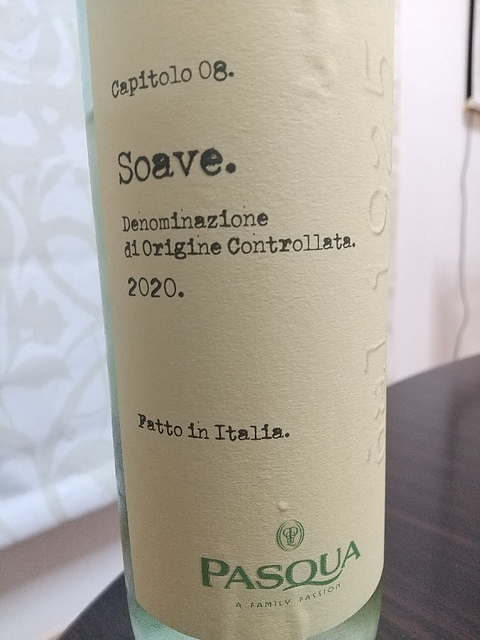 Capitolo 08.
Soave.
Denominazione
di Origine Controllata.
2020.
Fatto in Italia.
PASQUA
A FAMILY PASSION